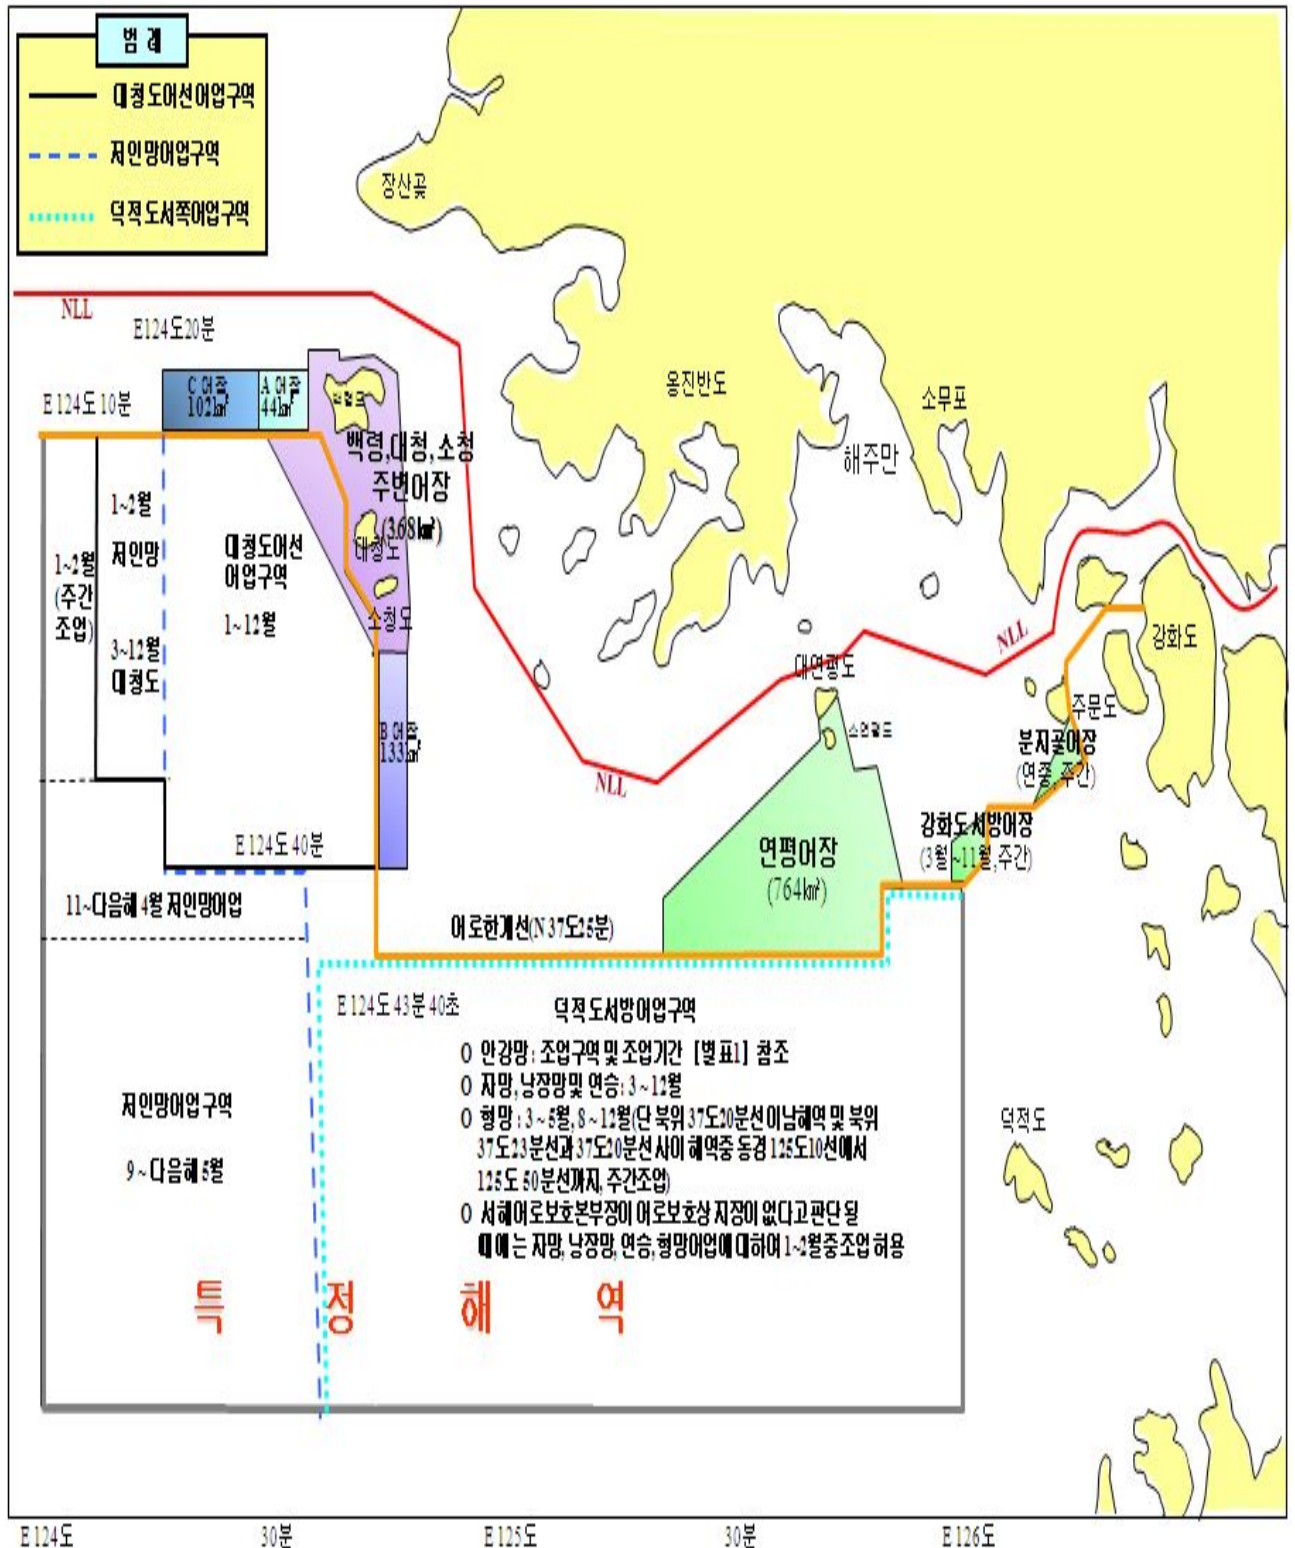 범 례
대청도어선어업구역
저인망어업구역
덕적도서쪽어업구역
장산곶
NLL
E124도20분
E 124도 10분
C 어장
102㎢
A 어장
44㎢
백령도
백령,대청,소청
주변어장
(368㎢)
대청도
소청도
옹진반도
소무포
해주만
1~2월
저인망
3~12월
대청도
1~2월
(주간
조업)
대청도어선
어업구역
1~12월
B 어장
133㎢
NLL
NLL
대연평도
소연평도
강화도
주문도
분지골어장
(연중, 주간)
강화도서방어장
(3월~11월,주간)
E 124도 40분
연평어장
(764㎢)
11~다음해 4월 저인망어업
어로한계선(N 37도25분)
E 124도 43분 40초
덕적도서방어업구역
O 안강망 : 조업구역 및 조업기간 [별표1] 참조
O 자망, 낭장망 및 연승 : 3 ~ 12월
O 형망 : 3 ~ 5월, 8 ~ 12월(단 북위 37도20분선 이남해역 및 북위
37도23분선과 37도20분선 사이 해역중 동경 125도10선에서
125도 50분선까지, 주간조업)
O 서해어로보호본부장이 어로보호상 지장이 없다고 판단 될
때에는 자망, 낭장망, 연승, 형망어업에 대하여 1~2월중 조업 허용
저인망어업구역
9 ~ 다음해 5월
덕적도
특 정 해 역
E 124도
30분
E 125도
30분
E 126도